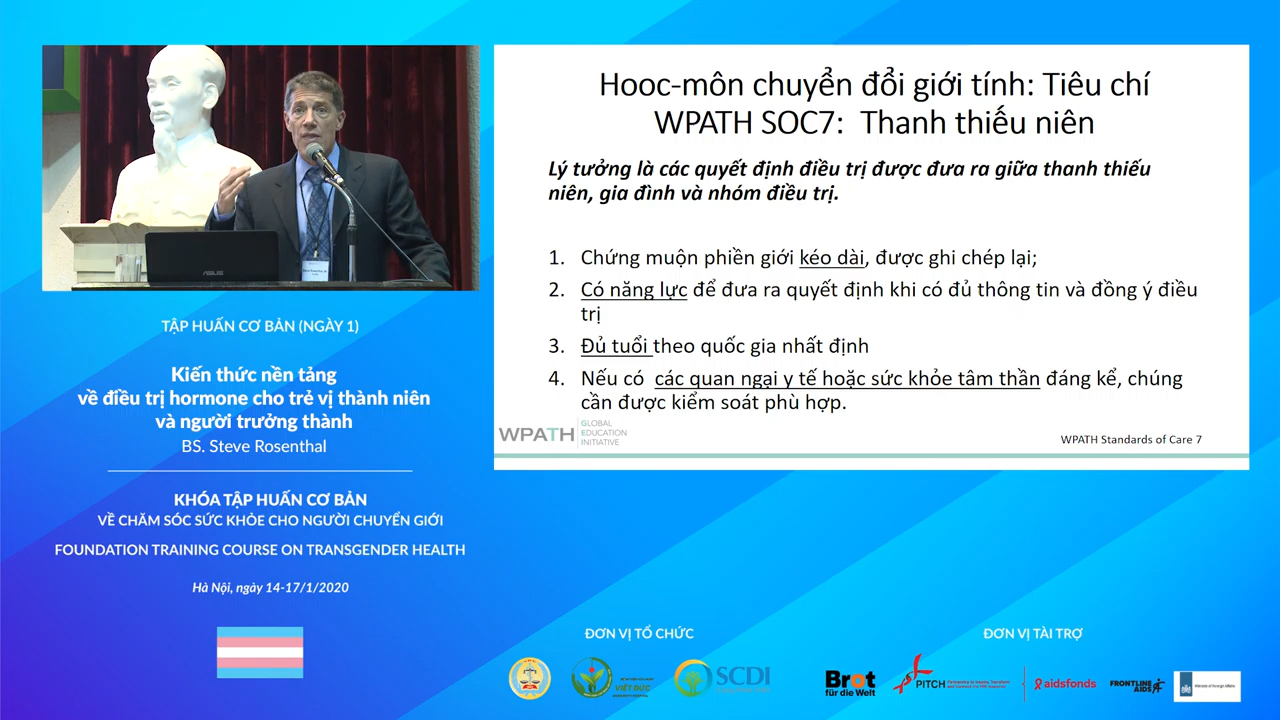 Hooc-môn chuyển đổi giới tính: Tiêu chí
WPATH SOC7: Thanh thiếu niên
Lý tưởng là các quyết định điều trị được đưa ra giữa thanh thiếu
niên, gia đình và nhóm điều trị.
1. Chứng muộn phiền giới kéo dài, được ghi chép lại;
2. Có năng lực để đưa ra quyết định khi có đủ thông tin và đồng ý điều
trị
3. Đủ tuổi theo quốc gia nhất định
4. Nếu có các quan ngại y tế hoặc sức khỏe tâm thần đáng kể, chúng
cần được kiểm soát phù hợp.
WPATH
GLOBAL
EDUCATION
INITIATIVE
WPATH Standards of Care 7
ASUS
TẬP HUẤN CƠ BẢN (NGÀY 1)
Kiến thức nền tảng
về điều trị hormone cho trẻ vị thành niên
và người trưởng thành
BS. Steve Rosenthal
KHÓA TẬP HUẤN CƠ BẢN
VỀ CHĂM SÓC SỨC KHỎE CHO NGƯỜI CHUYỂN GIỚI
FOUNDATION TRAINING COURSE ON TRANSGENDER HEALTH
Hà Nội, ngày 14-17/1/2020
ĐƠN VỊ TỔ CHỨC
ĐƠN VỊ TÀI TRỢ
VIỆT ĐỨC
SCDI
Brot
für die Welt
PITCH
aidsfonds
FRONTLINE
AIDS
Ministry of Foreign Affairs